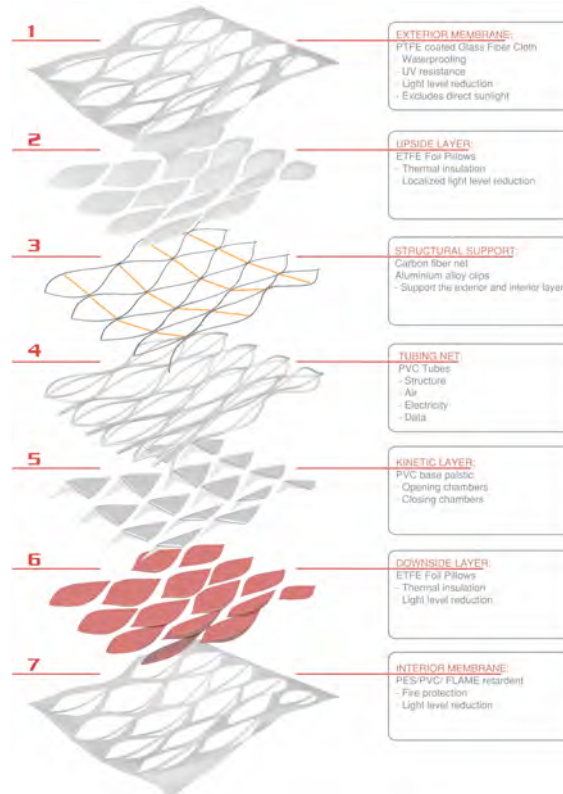 1
EXTERIOR MEMBRANE:
PTFE coated Glass Fiber Cloth
- Waterproofing
- UV resistance
- Light level reduction
- Excludes direct sunlight
2
UPSIDE LAYER:
ETFE Foil Pillows
- Thermal insulation
- Localized light level reduction
3
STRUCTURAL SUPPORT:
Carbon fiber net
Aluminium alloy clips
- Support the exterior and interior layer
4
TUBING NET:
PVC Tubes
- Structure
- Air
- Electricity
- Data
5
KINETIC LAYER:
PVC base palstic
- Opening chambers
- Closing chambers
6
DOWNSIDE LAYER:
ETFE Foil Pillows
- Thermal insulation
- Light level reduction
7
INTERIOR MEMBRANE:
PES/PVC/ FLAME retardent
- Fire protection
- Light level reduction